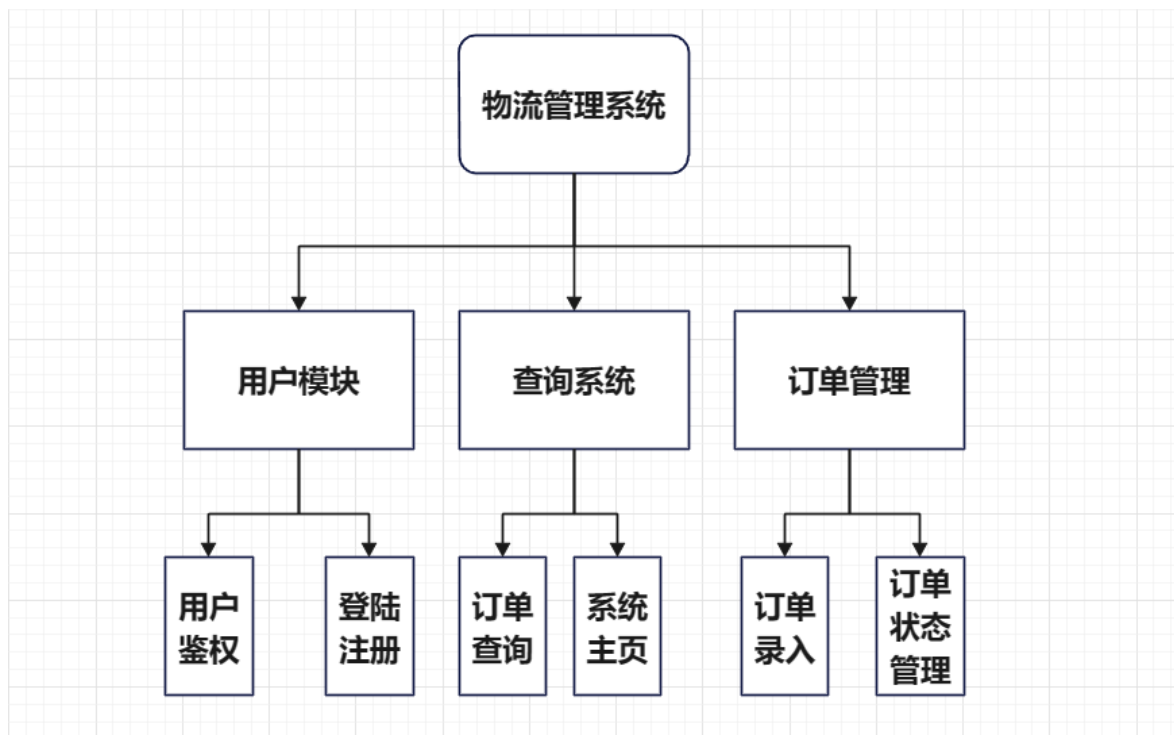 物流管理系统
用户模块
查询系统
订单管理
用户
鉴权
登陆
注册
订单
查询
系统
主页
订单
录入
订单
状态
管理